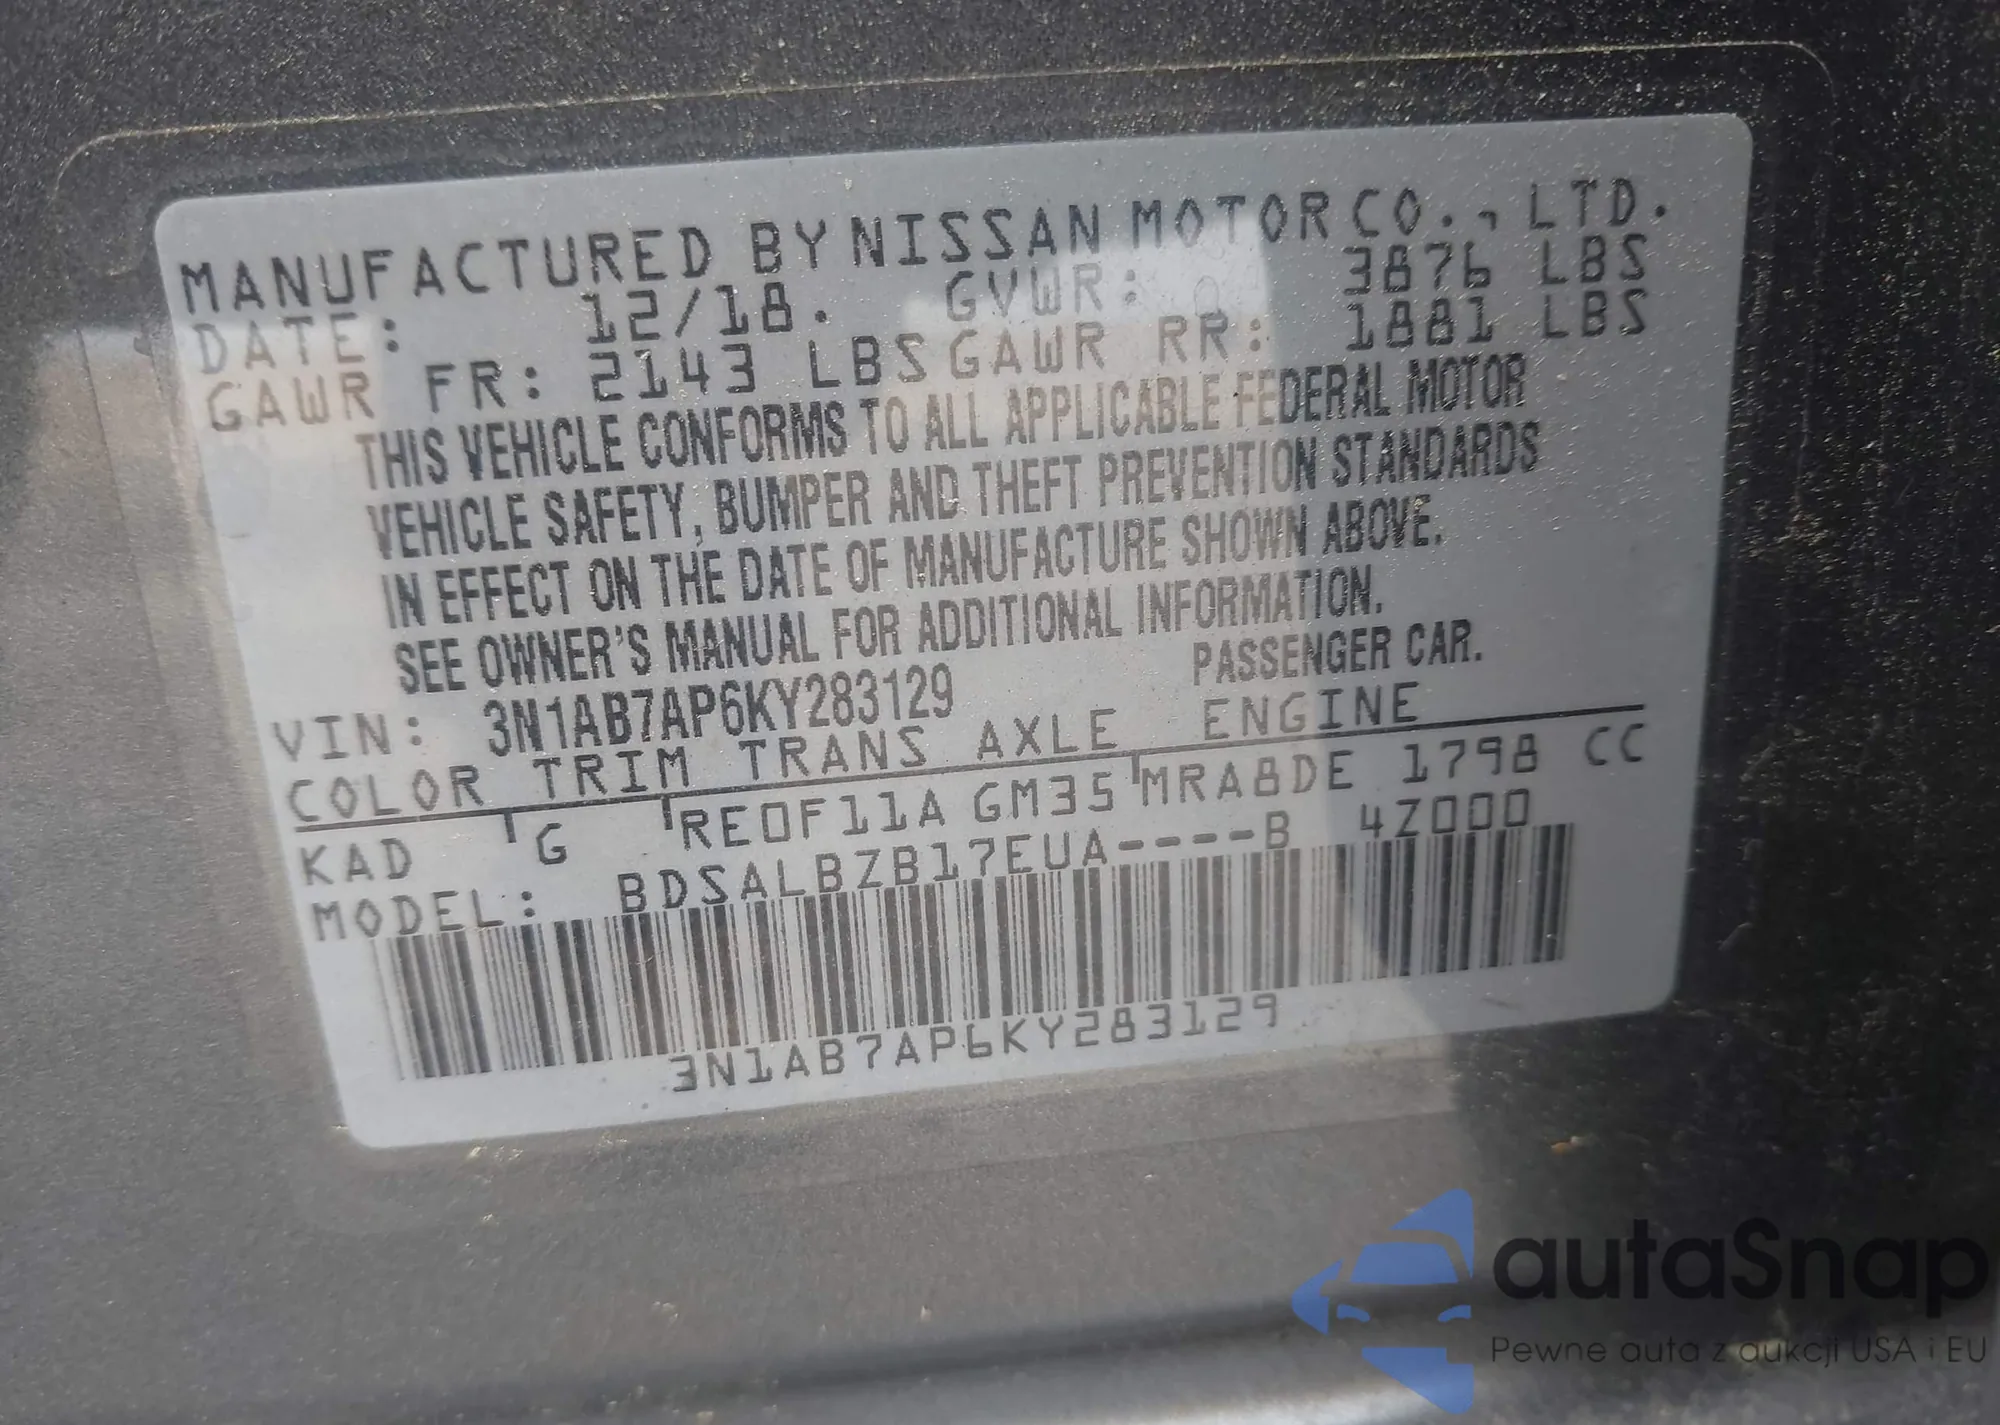 MANUFACTURED BY NISSAN MOTOR CO., LTD.
DATE: 12/18. GVWR: 3876 LBS
GAWR FR: 2143 LBS GAWR RR: 1881 LBS
THIS VEHICLE CONFORMS TO ALL APPLICABLE FEDERAL MOTOR
VEHICLE SAFETY, BUMPER AND THEFT PREVENTION STANDARDS
IN EFFECT ON THE DATE OF MANUFACTURE SHOWN ABOVE.
SEE OWNER'S MANUAL FOR ADDITIONAL INFORMATION.
VIN: 3N1AB7AP6KY283129 PASSENGER CAR.
COLOR TRIM TRANS AXLE ENGINE
KAD G RE0F11A GM35 MRA8DE 1798 CC
MODEL: BDSALBZB17EUA----B 4Z000
3N1AB7AP6KY283129
autaSnap
Pewne auta z aukcji USA i EU